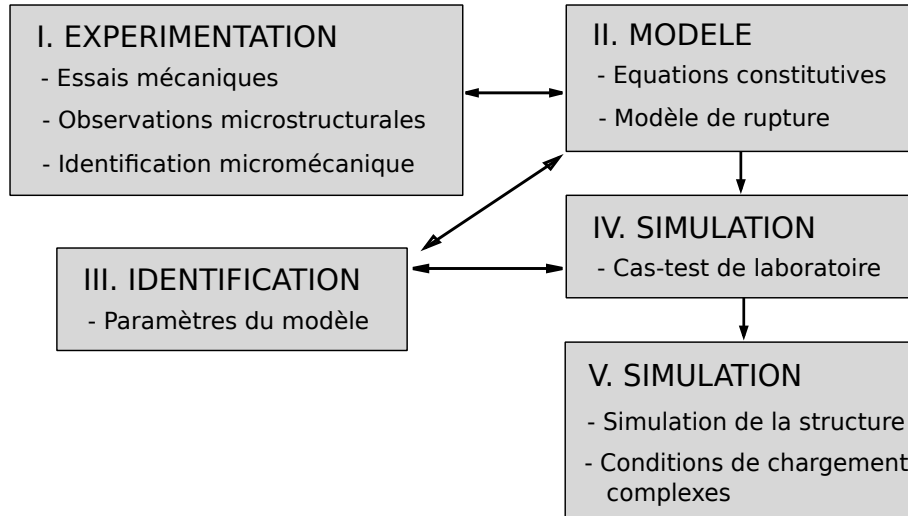 I. EXPERIMENTATION
- Essais mécaniques
- Observations microstructurales
- Identification micromécanique
II. MODELE
- Equations constitutives
- Modèle de rupture
III. IDENTIFICATION
- Paramètres du modèle
IV. SIMULATION
- Cas-test de laboratoire
V. SIMULATION
- Simulation de la structure
- Conditions de chargement
complexes